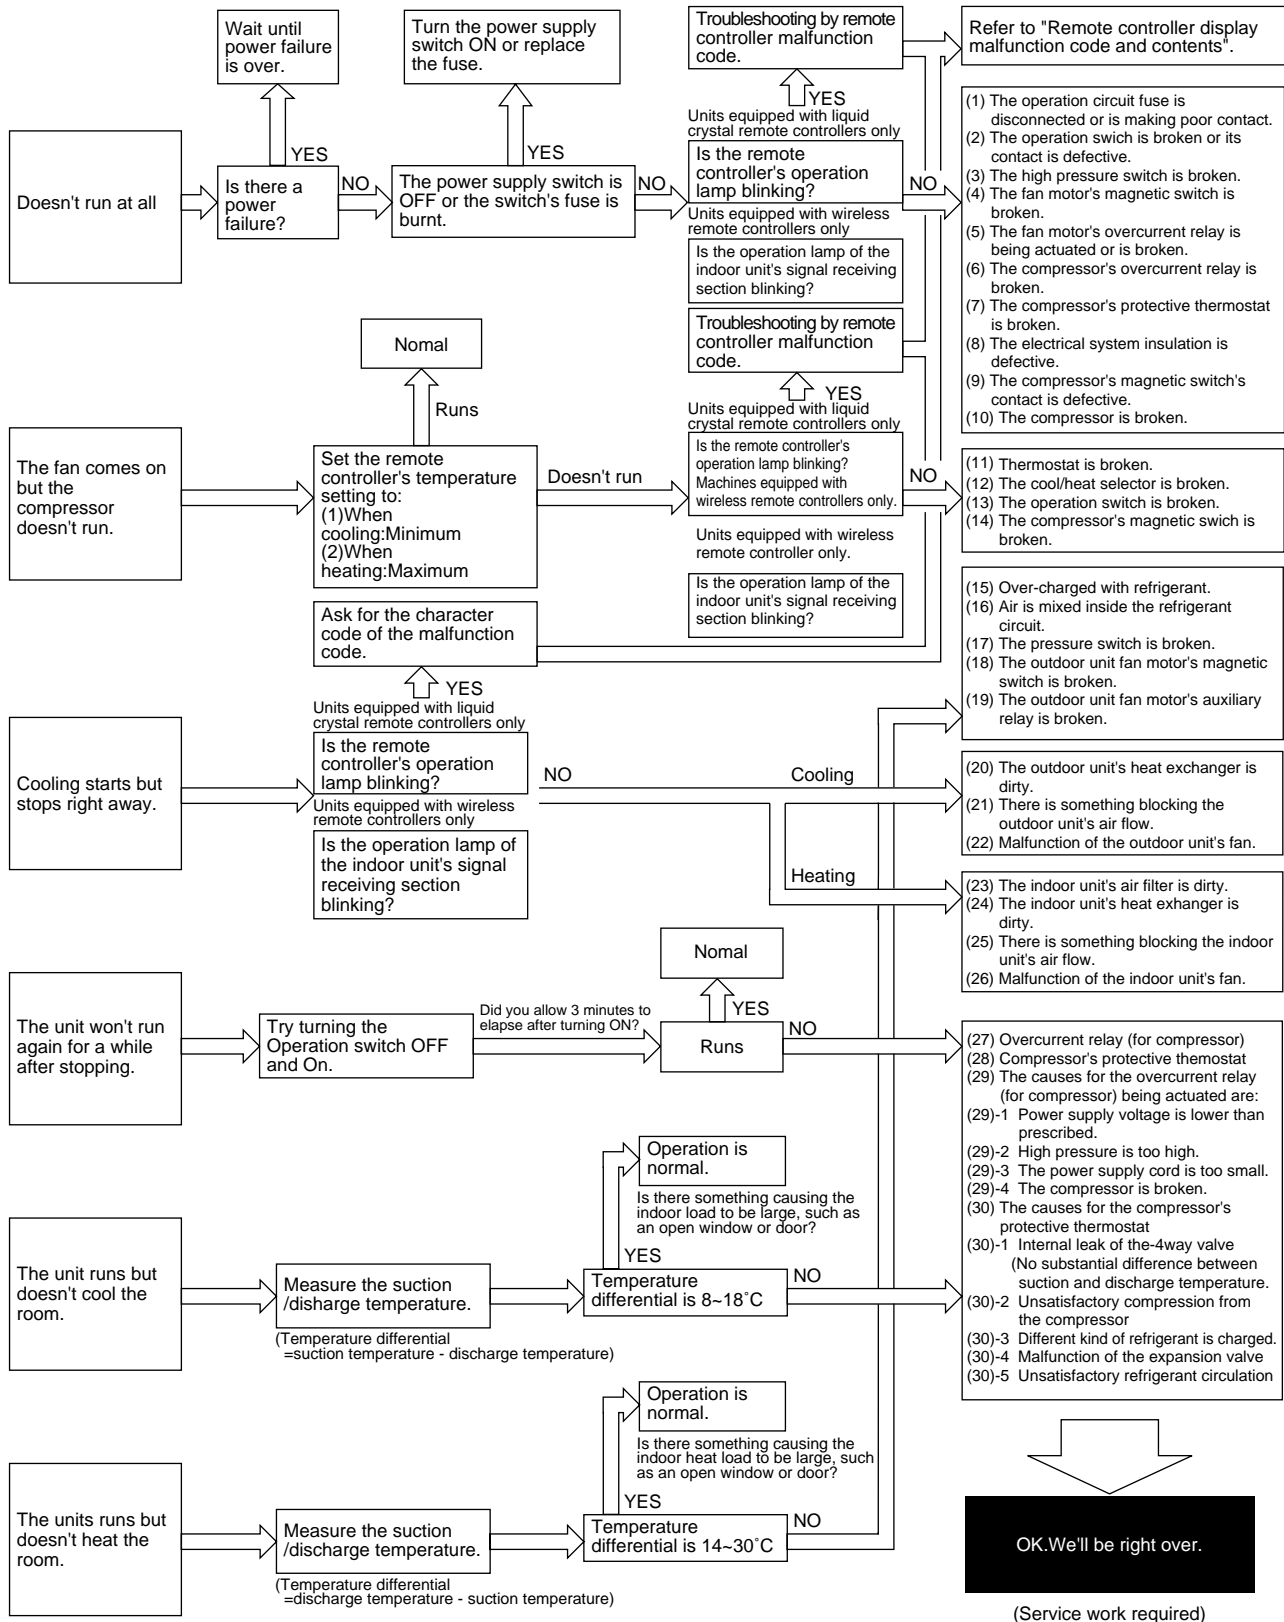 Wait until
power failure
is over.
Turn the power supply
switch ON or replace
the fuse.
Troubleshooting by remote
controller malfunction
code.
Refer to "Remote controller display
malfunction code and contents".
YES
YES
YES
Units equipped with liquid
crystal remote controllers only
Doesn't run at all
Is there a
power
failure?
NO
The power supply switch is
OFF or the switch's fuse is
burnt.
NO
Is the remote
controller's operation
lamp blinking?
NO
Units equipped with wireless
remote controllers only
Is the operation lamp of the
indoor unit's signal receiving
section blinking?
(1) The operation circuit fuse is
disconnected or is making poor contact.
(2) The operation swich is broken or its
contact is defective.
(3) The high pressure switch is broken.
(4) The fan motor's magnetic switch is
broken.
(5) The fan motor's overcurrent relay is
being actuated or is broken.
(6) The compressor's overcurrent relay is
broken.
(7) The compressor's protective thermostat
is broken.
(8) The electrical system insulation is
defective.
(9) The compressor's magnetic switch's
contact is defective.
(10) The compressor is broken.
Nomal
Runs
Troubleshooting by remote
controller malfunction
code.
YES
Units equipped with liquid
crystal remote controllers only
The fan comes on
but the
compressor
doesn't run.
Set the remote
controller's temperature
setting to:
(1)When
cooling:Minimum
(2)When
heating:Maximum
Doesn't run
Is the remote controller's
operation lamp blinking?
Machines equipped with
wireless remote controllers only.
NO
Units equipped with wireless
remote controller only.
Is the operation lamp of the
indoor unit's signal receiving
section blinking?
(11) Thermostat is broken.
(12) The cool/heat selector is broken.
(13) The operation switch is broken.
(14) The compressor's magnetic swich is
broken.
Ask for the character
code of the malfunction
code.
YES
Units equipped with liquid
crystal remote controllers only
(15) Over-charged with refrigerant.
(16) Air is mixed inside the refrigerant
circuit.
(17) The pressure switch is broken.
(18) The outdoor unit fan motor's magnetic
switch is broken.
(19) The outdoor unit fan motor's auxiliary
relay is broken.
Cooling starts but
stops right away.
Is the remote
controller's operation
lamp blinking?
NO
Cooling
Units equipped with wireless
remote controllers only
Is the operation lamp of
the indoor unit's signal
receiving section
blinking?
Heating
(20) The outdoor unit's heat exchanger is
dirty.
(21) There is something blocking the
outdoor unit's air flow.
(22) Malfunction of the outdoor unit's fan.
(23) The indoor unit's air filter is dirty.
(24) The indoor unit's heat exhanger is
dirty.
(25) There is something blocking the indoor
unit's air flow.
(26) Malfunction of the indoor unit's fan.
Nomal
YES
The unit won't run
again for a while
after stopping.
Try turning the
Operation switch OFF
and On.
Did you allow 3 minutes to
elapse after turning ON?
Runs
NO
(27) Overcurrent relay (for compressor)
(28) Compressor's protective themostat
(29) The causes for the overcurrent relay
(for compressor) being actuated are:
(29)-1 Power supply voltage is lower than
prescribed.
(29)-2 High pressure is too high.
(29)-3 The power supply cord is too small.
(29)-4 The compressor is broken.
(30) The causes for the compressor's
protective thermostat
(30)-1 Internal leak of the-4way valve
(No substantial difference between
suction and discharge temperature.
(30)-2 Unsatisfactory compression from
the compressor
(30)-3 Different kind of refrigerant is charged.
(30)-4 Malfunction of the expansion valve
(30)-5 Unsatisfactory refrigerant circulation
Operation is
normal.
Is there something causing the
indoor load to be large, such as
an open window or door?
YES
The unit runs but
doesn't cool the
room.
Measure the suction
/disharge temperature.
Temperature
differential is 8~18˚C
NO
(Temperature differential
=suction temperature - discharge temperature)
Operation is
normal.
Is there something causing the
indoor heat load to be large, such
as an open window or door?
YES
The units runs but
doesn't heat the
room.
Measure the suction
/discharge temperature.
Temperature
differential is 14~30˚C
NO
(Temperature differential
=discharge temperature - suction temperature)
OK.We'll be right over.
(Service work required)